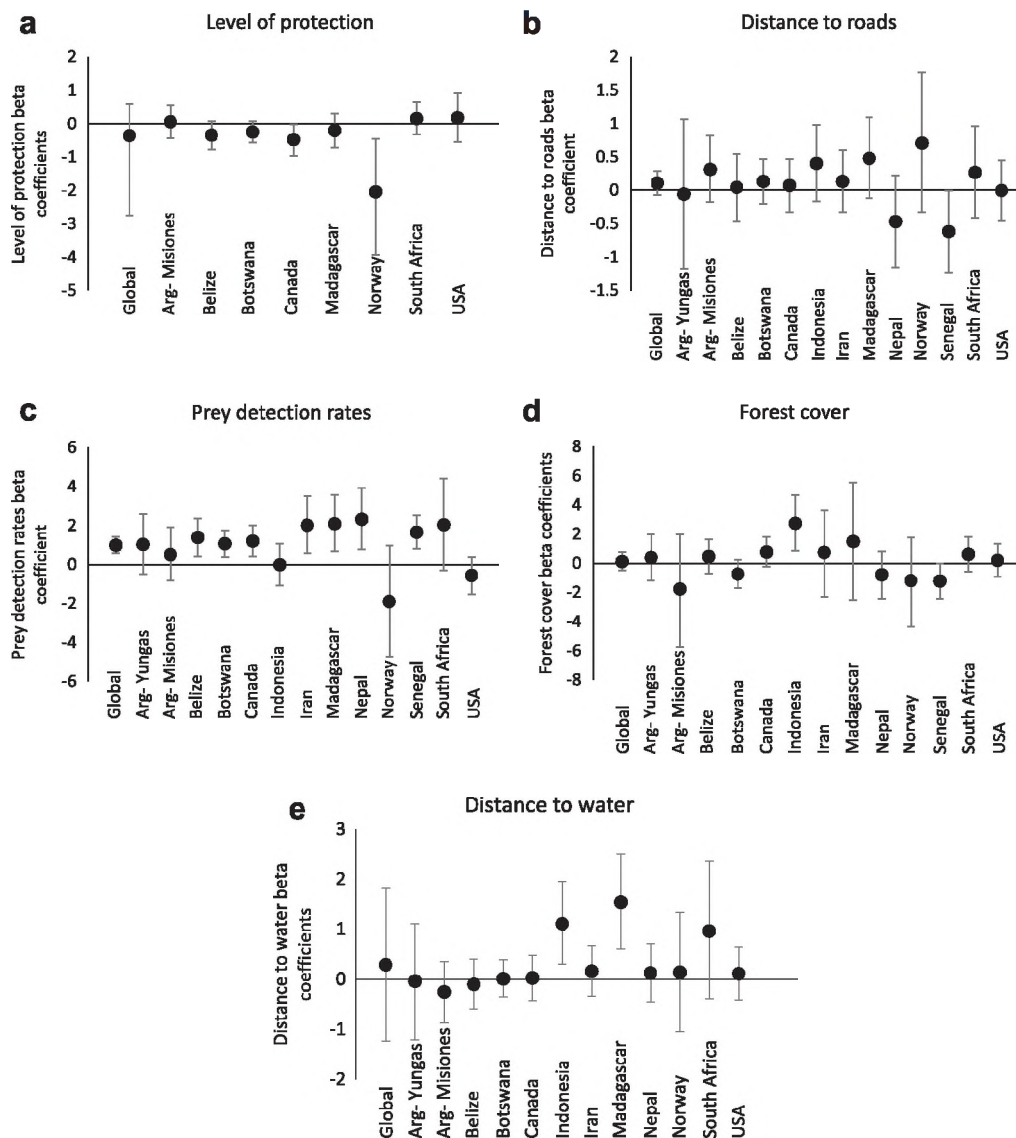 a
Level of protection
Level of protection beta
coefficients
2
1
0
-1
-2
-3
-4
-5
Global
Arg- Misiones
Belize
Botswana
Canada
Madagascar
Norway
South Africa
USA
b
Distance to roads
Distance to roads beta
coefficient
2
1.5
1
0.5
0
-0.5
-1
-1.5
Global
Arg- Yungas
Arg- Misiones
Belize
Botswana
Canada
Indonesia
Iran
Madagascar
Nepal
Norway
Senegal
South Africa
USA
c
Prey detection rates
Prey detection rates beta
coefficient
6
4
2
0
-2
-4
-6
Global
Arg- Yungas
Arg- Misiones
Belize
Botswana
Canada
Indonesia
Iran
Madagascar
Nepal
Norway
Senegal
South Africa
USA
d
Forest cover
Forest cover beta coefficients
8
6
4
2
0
-2
-4
-6
-8
Global
Arg- Yungas
Arg- Misiones
Belize
Botswana
Canada
Indonesia
Iran
Madagascar
Nepal
Norway
Senegal
South Africa
USA
e
Distance to water
Distance to water beta
coefficients
3
2
1
0
-1
-2
Global
Arg- Yungas
Arg- Misiones
Belize
Botswana
Canada
Indonesia
Iran
Madagascar
Nepal
Norway
South Africa
USA